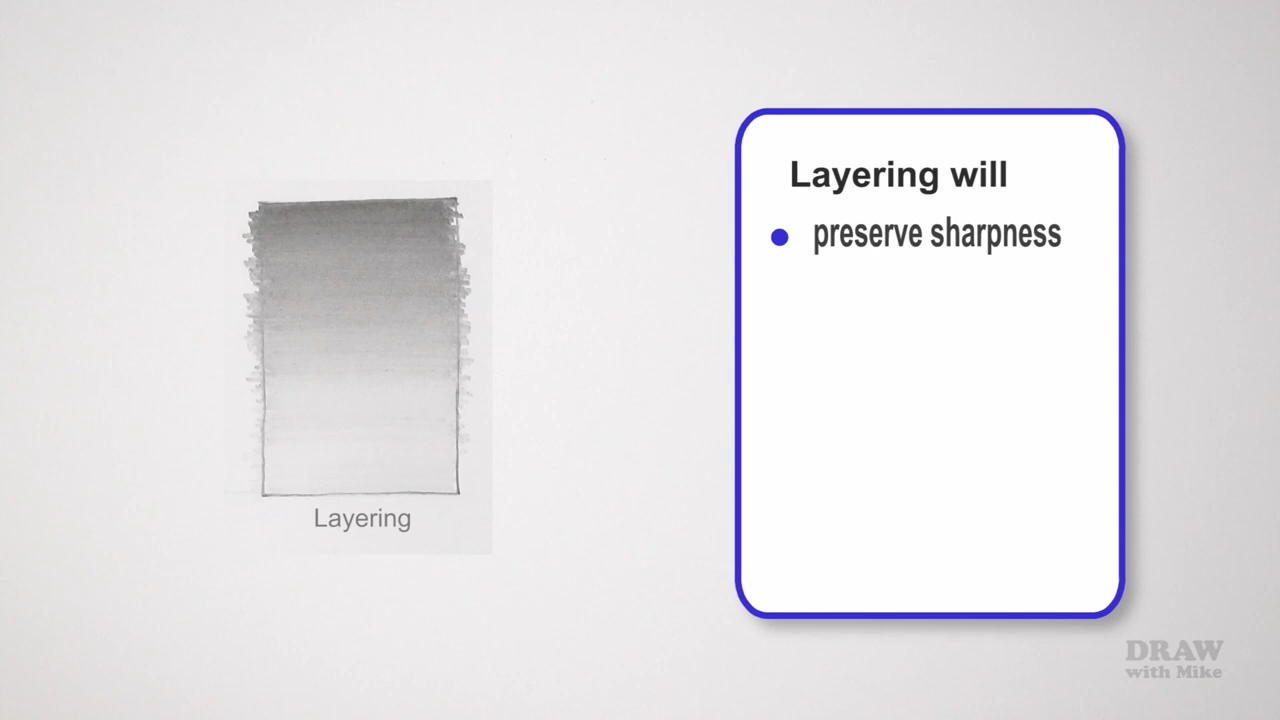 Layering will
preserve sharpness
Layering
DRAW
with Mike